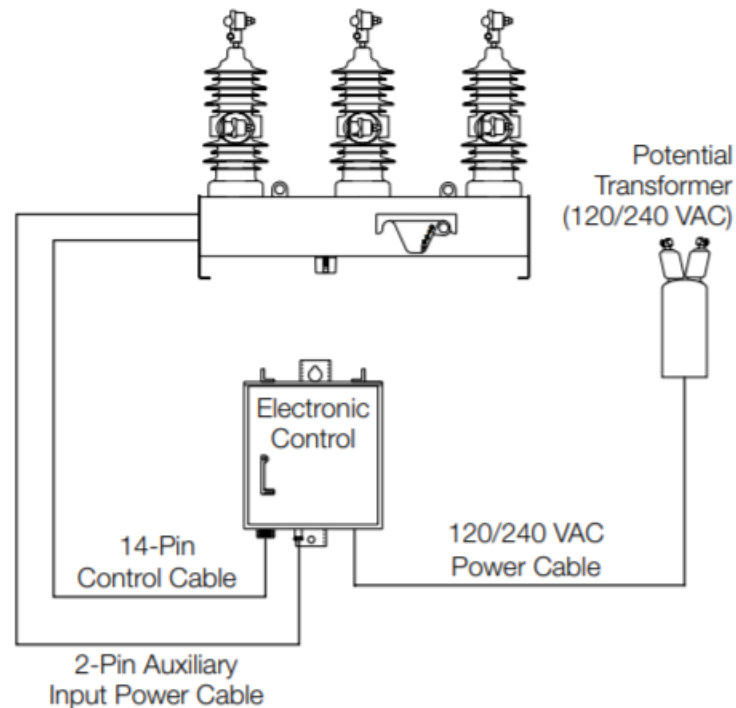 Potential
Transformer
(120/240 VAC)
Electronic
Control
14-Pin
Control Cable
120/240 VAC
Power Cable
2-Pin Auxiliary
Input Power Cable